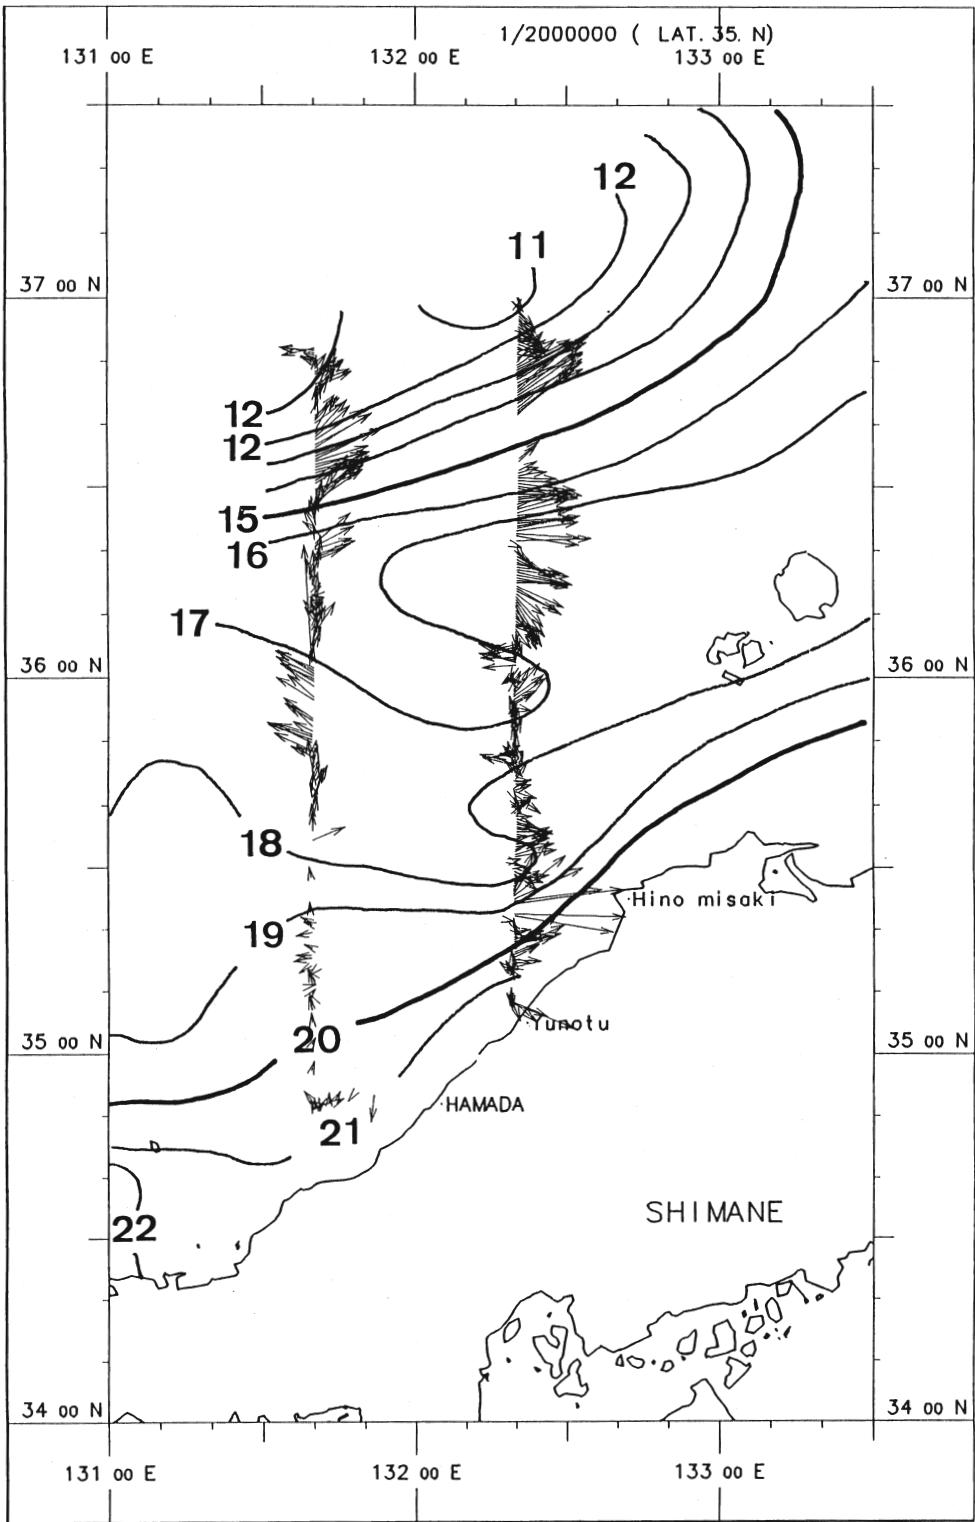 1/2000000 ( LAT. 35. N)
131 00 E 132 00 E 133 00 E
12
11
37 00 N 37 00 N
12
12
15
16
17
36 00 N 36 00 N
18
Hino misaki
19
20 Yunotu
35 00 N 35 00 N
HAMADA
21
SHIMANE
22
34 00 N 34 00 N
131 00 E 132 00 E 133 00 E